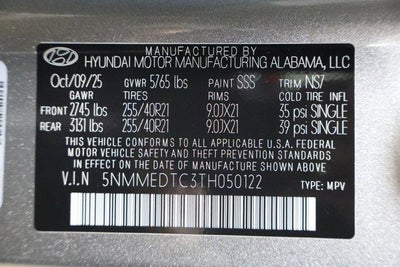 MANUFACTURED BY
HYUNDAI MOTOR MANUFACTURING ALABAMA, LLC
Oct/09/25 GVWR 5765 lbs PAINT SSS TRIM NS7
GAWR TIRES RIMS COLD TIRE INFL
FRONT 2745 lbs 255/40R21 9.0JX21 35 psi SINGLE
REAR 3131 lbs 255/40R21 9.0JX21 39 psi SINGLE
THIS VEHICLE CONFORMS TO ALL APPLICABLE U.S. FEDERAL MOTOR VEHICLE SAFETY, BUMPER, AND THEFT PREVENTION STANDARDS
IN EFFECT ON THE DATE OF MANUFACTURE SHOWN ABOVE.
V.I.N 5NMMEDTC3TH050122 TYPE: MPV